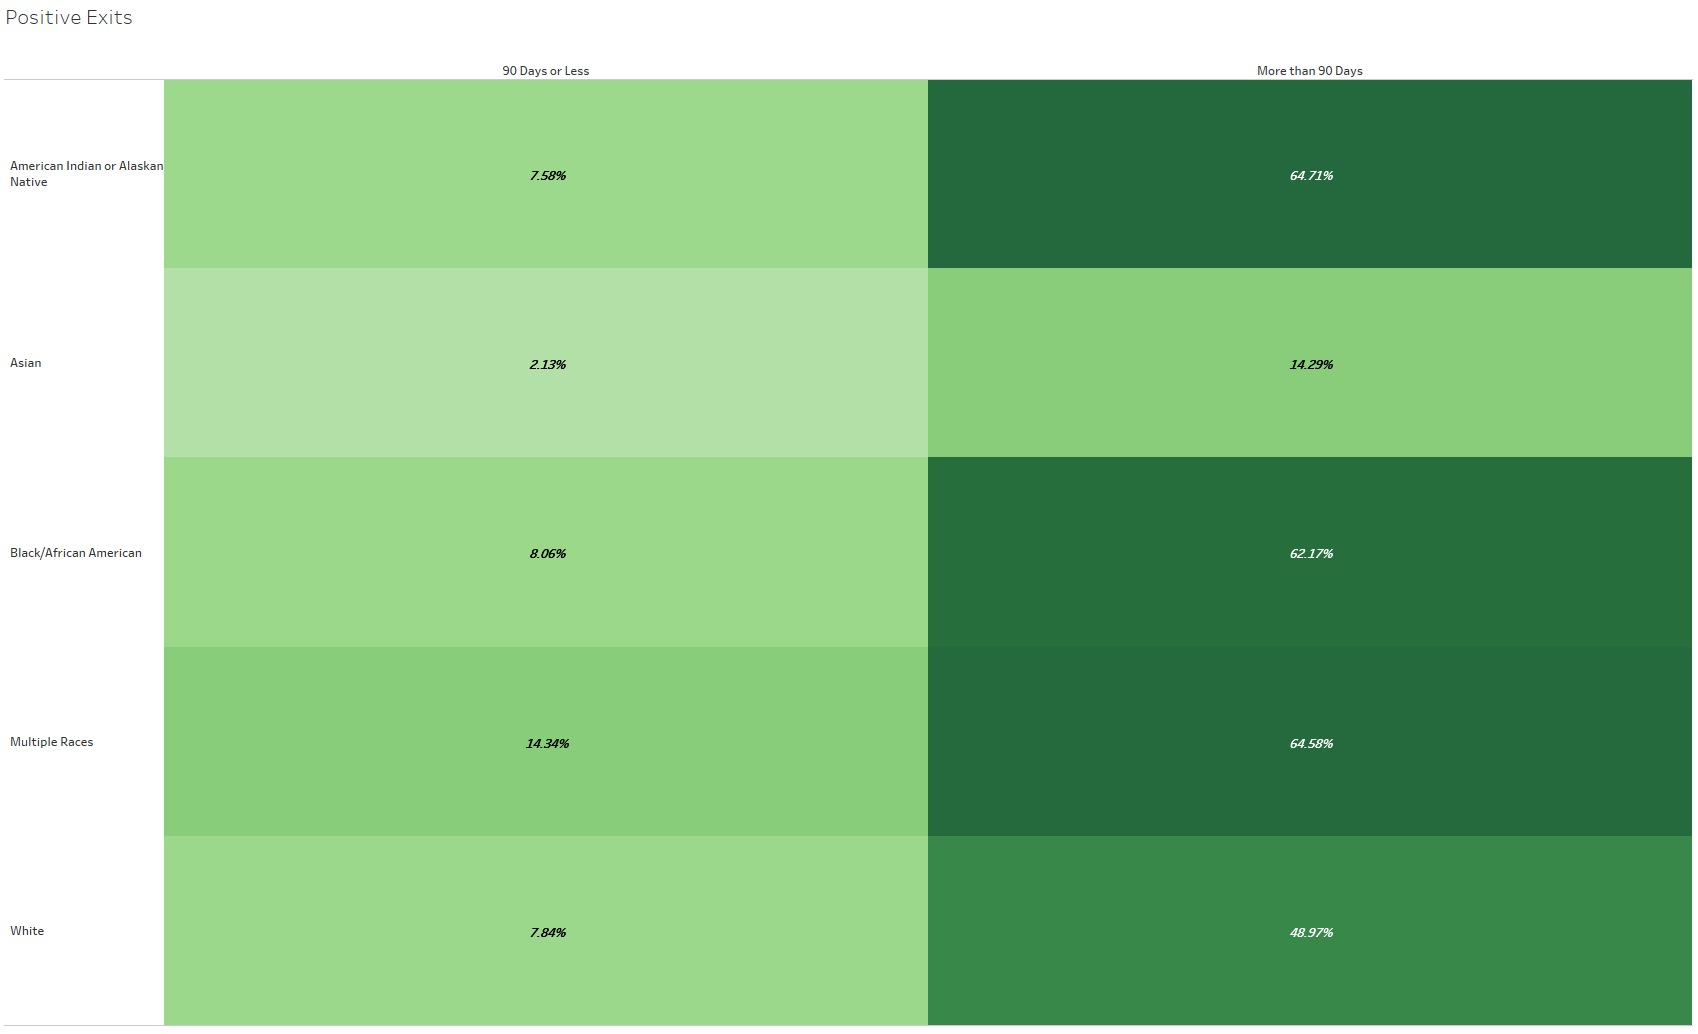 Positive Exits
90 Days or Less
More than 90 Days
American Indian or Alaskan
Native
7.58%
64.71%
Asian
2.13%
14.29%
Black/African American
8.06%
62.17%
Multiple Races
14.34%
64.58%
White
7.84%
48.97%